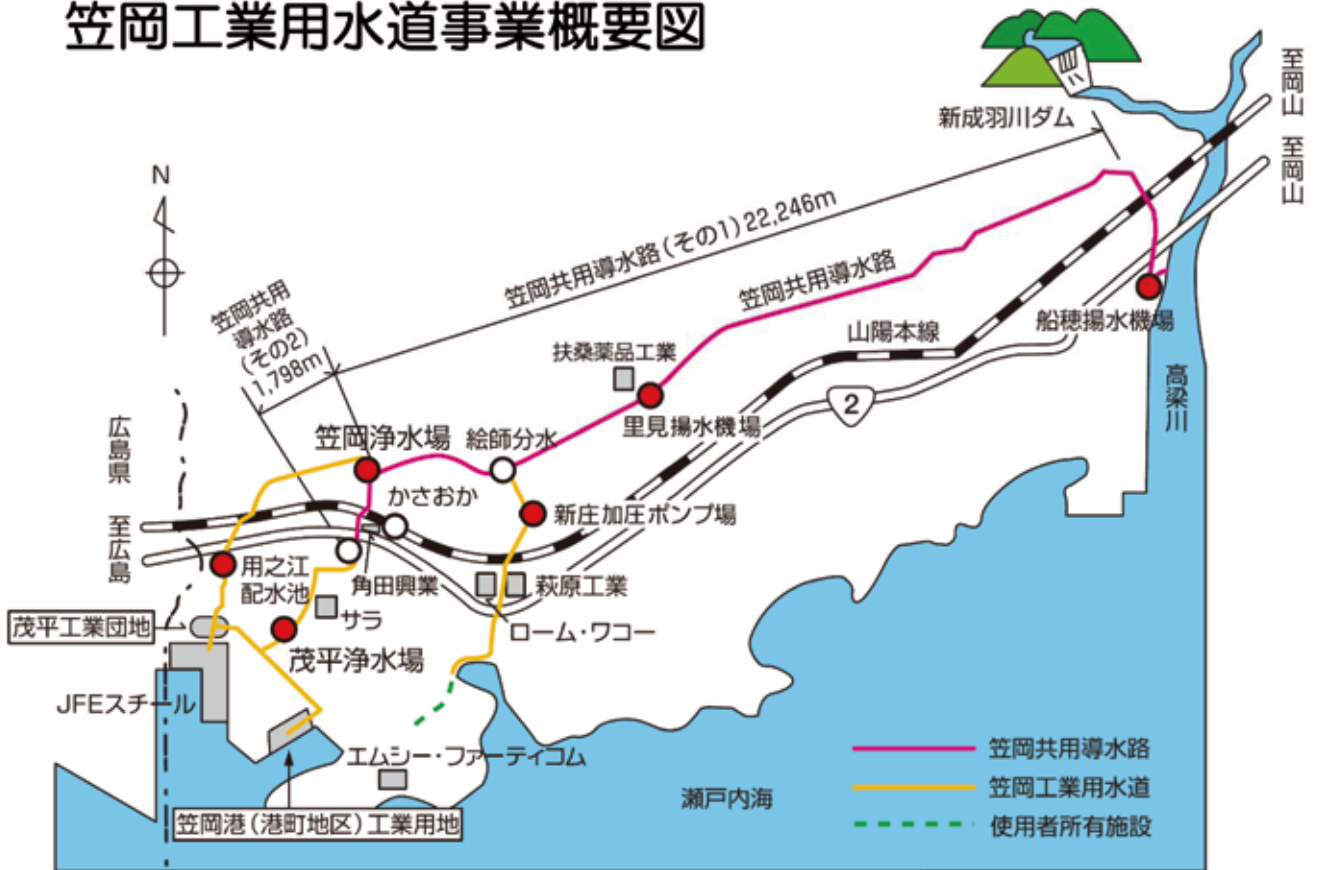 笠岡工業用水道事業概要図
至岡山
至岡山
新成羽川ダム
N
笠岡共用導水路(その1)22,246m
笠岡共用導水路
笠岡共用
導水路
(その2)
1,798m
船穂揚水機場
山陽本線
扶桑薬品工業
高梁川
2
里見揚水機場
広島県
笠岡浄水場
絵師分水
かさおか
新庄加圧ポンプ場
至広島
用之江
配水池
角田興業
萩原工業
サラ
ローム・ワコー
茂平工業団地
茂平浄水場
JFEスチール
エムシー・ファーティコム
笠岡港(港町地区)工業用地
瀬戸内海
笠岡共用導水路
笠岡工業用水道
使用者所有施設